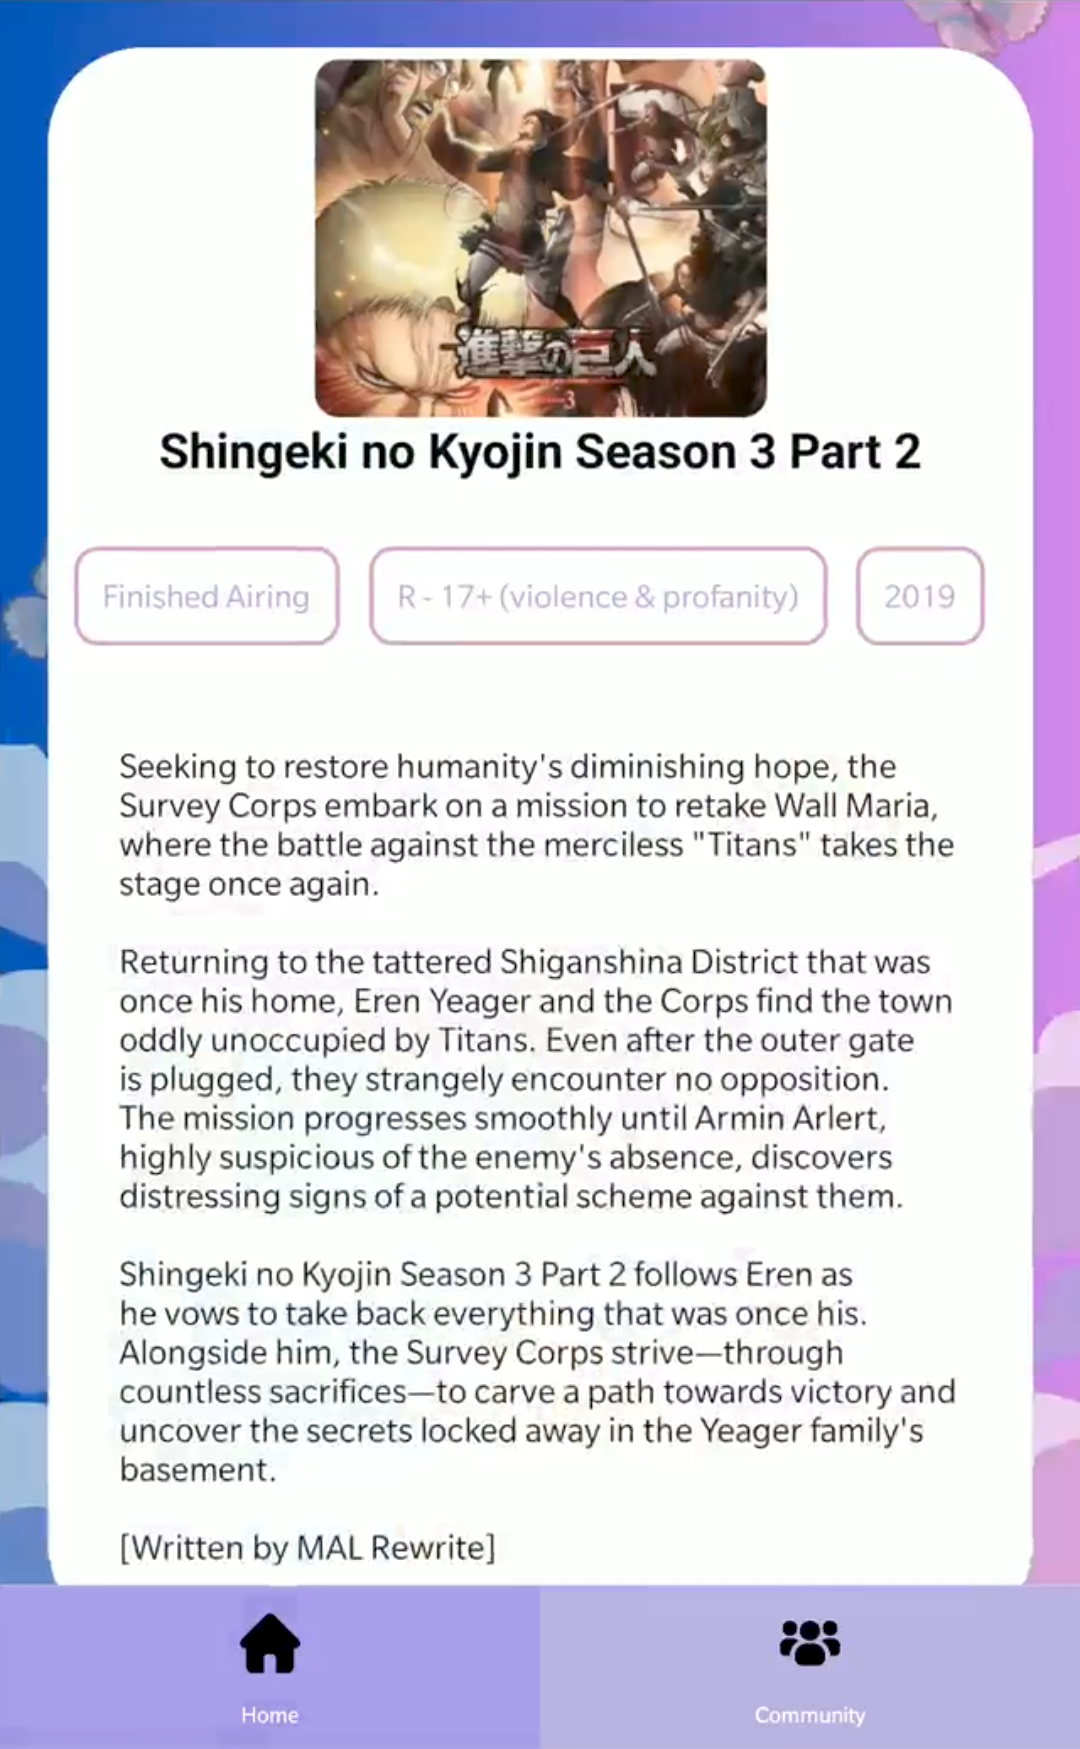 進撃の巨人
3
Shingeki no Kyojin Season 3 Part 2
Finished Airing
R - 17+ (violence & profanity)
2019
Seeking to restore humanity's diminishing hope, the
Survey Corps embark on a mission to retake Wall Maria,
where the battle against the merciless "Titans" takes the
stage once again.
Returning to the tattered Shiganshina District that was
once his home, Eren Yeager and the Corps find the town
oddly unoccupied by Titans. Even after the outer gate
is plugged, they strangely encounter no opposition.
The mission progresses smoothly until Armin Arlert,
highly suspicious of the enemy's absence, discovers
distressing signs of a potential scheme against them.
Shingeki no Kyojin Season 3 Part 2 follows Eren as
he vows to take back everything that was once his.
Alongside him, the Survey Corps strive—through
countless sacrifices—to carve a path towards victory and
uncover the secrets locked away in the Yeager family's
basement.
[Written by MAL Rewrite]
Home
Community